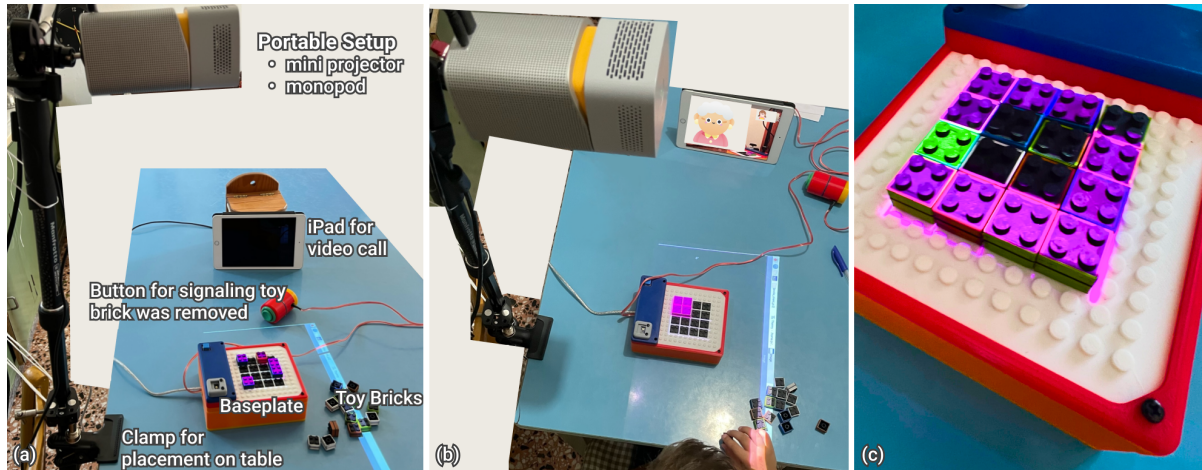 Portable Setup
• mini projector
• monopod
iPad for
video call
Button for signaling toy
brick was removed
Baseplate
Toy Bricks
Clamp for
placement on table
(a)
(b)
(c)